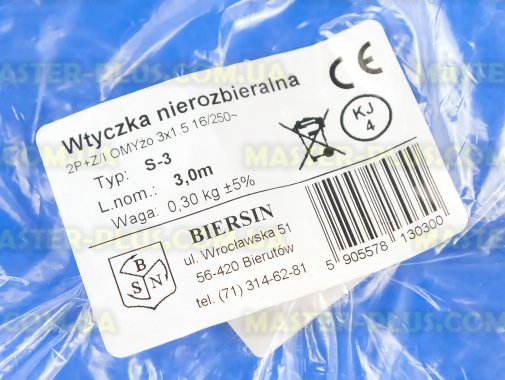 Wtyczka nierozbieralna
2P+Z/I OMYżo 3x1.5 16/250~
Typ: S-3
L.nom.: 3,0m
Waga: 0,30 kg ±5%
CE
KJ
4
BIERSIN
ul. Wrocławska 51
56-420 Bierutów
tel. (71) 314-62-81
B
S N
5 905578 130300
MASTER-PLUS.COM.UA